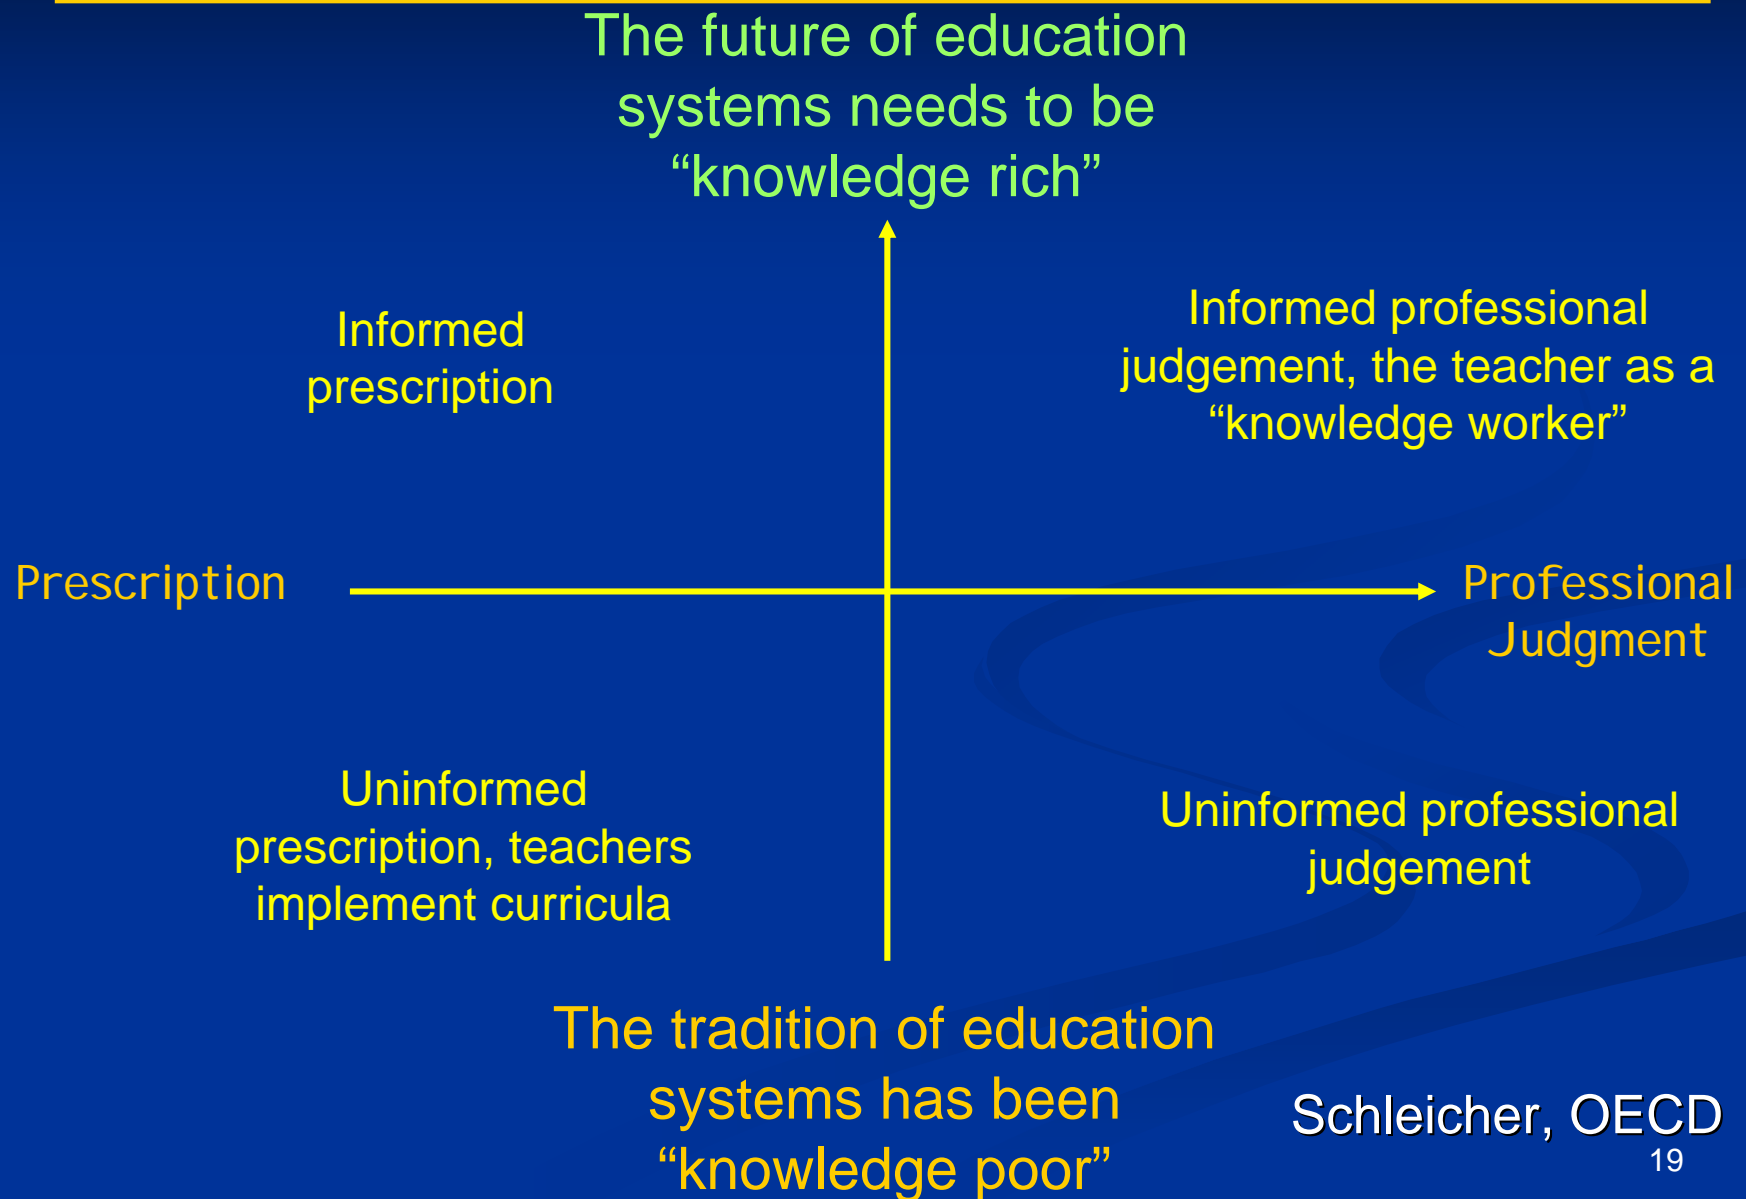 The future of education
systems needs to be
“knowledge rich”
Informed
prescription
Informed professional
judgement, the teacher as a
“knowledge worker”
Prescription
Professional
Judgment
Uninformed
prescription, teachers
implement curricula
Uninformed professional
judgement
The tradition of education
systems has been
“knowledge poor”
Schleicher, OECD
19